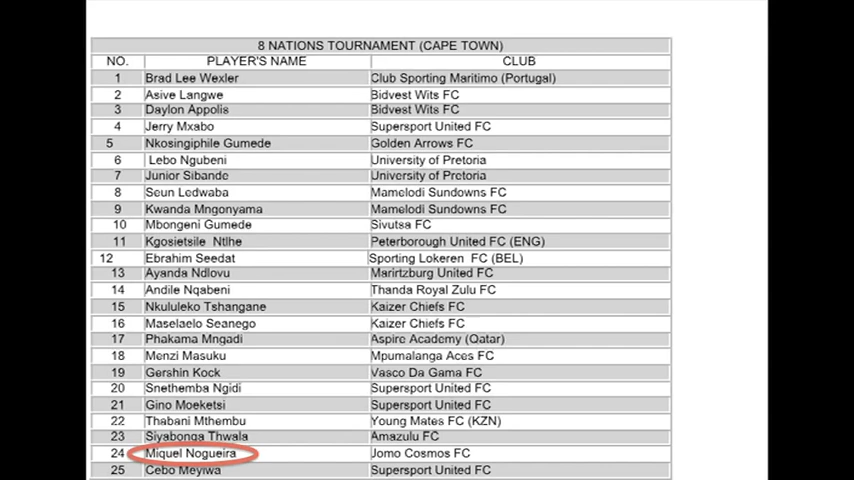 8 NATIONS TOURNAMENT (CAPE TOWN)
NO. PLAYER'S NAME CLUB
1 Brad Lee Wexler Club Sporting Maritimo (Portugal)
2 Asive Langwe Bidvest Wits FC
3 Daylon Appolis Bidvest Wits FC
4 Jerry Mxabo Supersport United FC
5 Nkosingiphile Gumede Golden Arrows FC
6 Lebo Ngubeni University of Pretoria
7 Junior Sibande University of Pretoria
8 Seun Ledwaba Mamelodi Sundowns FC
9 Kwanda Mngonyama Mamelodi Sundowns FC
10 Mbongeni Gumede Sivutsa FC
11 Kgosietsile Ntlhe Peterborough United FC (ENG)
12 Ebrahim Seedat Sporting Lokeren FC (BEL)
13 Ayanda Ndlovu Marirtzburg United FC
14 Andile Nqabeni Thanda Royal Zulu FC
15 Nkululeko Tshangane Kaizer Chiefs FC
16 Maselaelo Seanego Kaizer Chiefs FC
17 Phakama Mngadi Aspire Academy (Qatar)
18 Menzi Masuku Mpumalanga Aces FC
19 Gershin Kock Vasco Da Gama FC
20 Snethemba Ngidi Supersport United FC
21 Gino Moeketsi Supersport United FC
22 Thabani Mthembu Young Mates FC (KZN)
23 Siyabonga Thwala Amazulu FC
24 Miquel Nogueira Jomo Cosmos FC
25 Cebo Meyiwa Supersport United FC